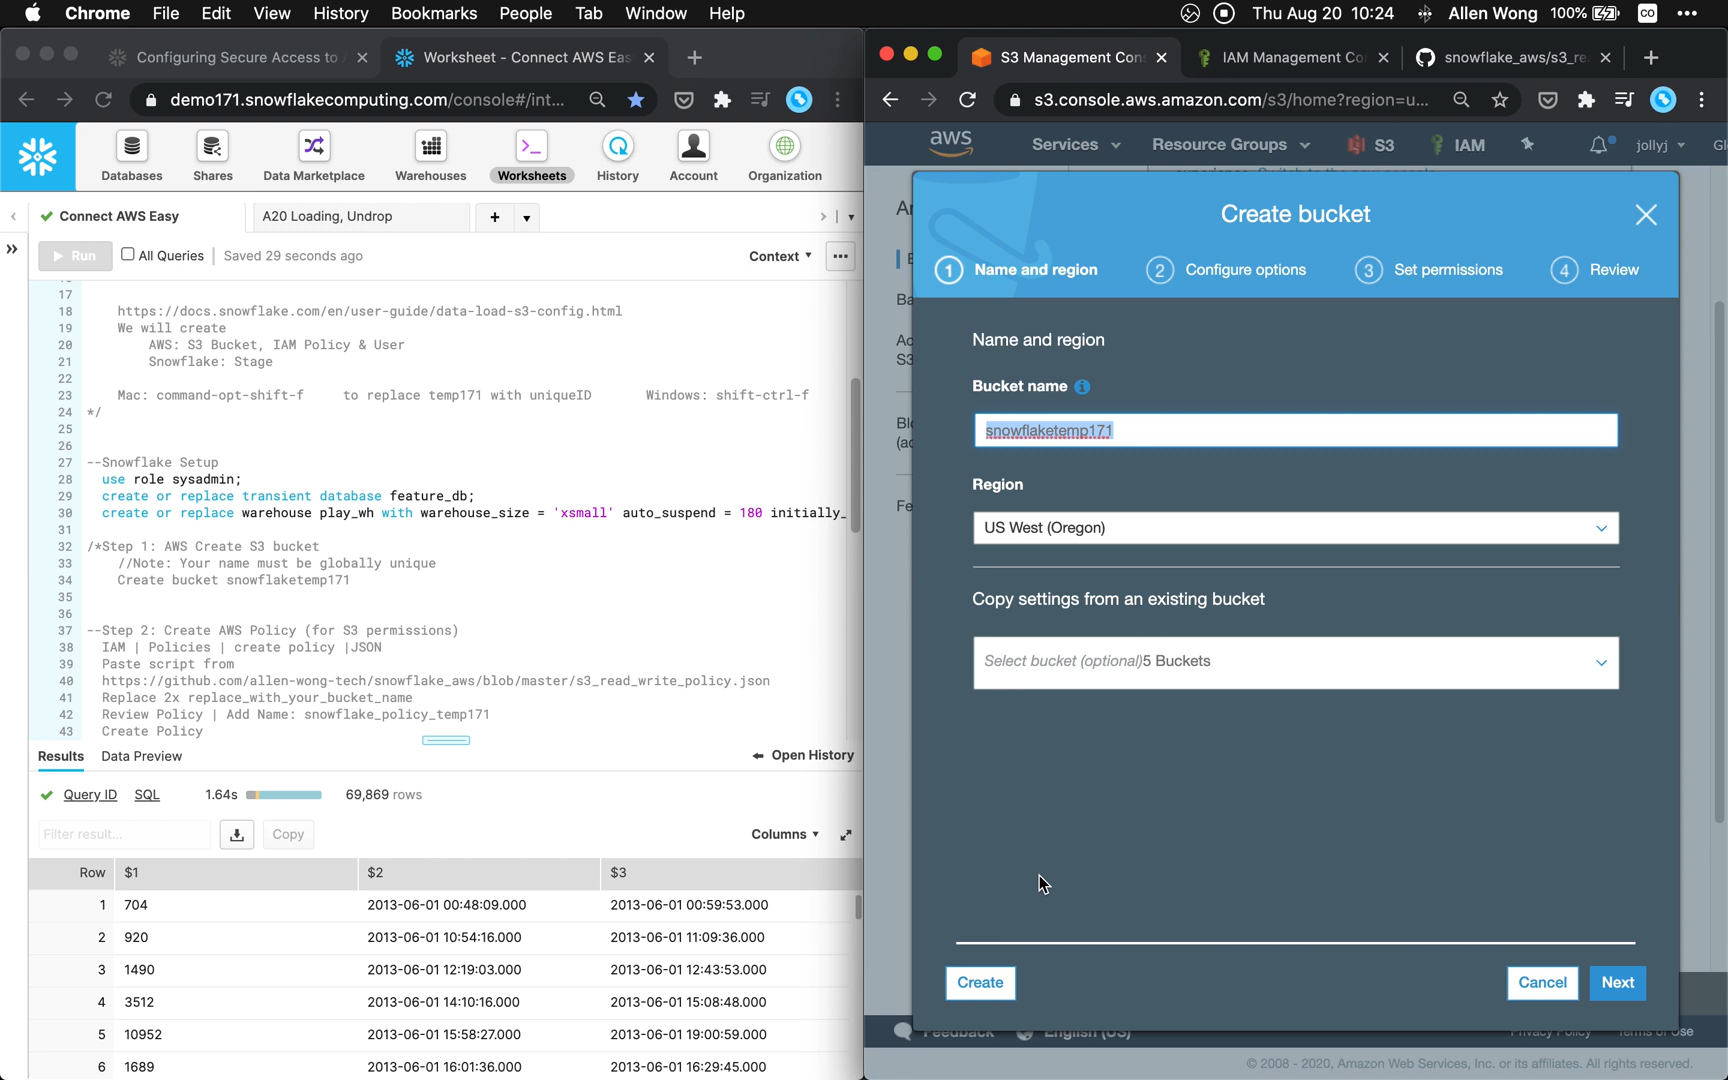 Chrome File Edit View History Bookmarks People Tab Window Help
Thu Aug 20 10:24 Allen Wong 100% CO
Configuring Secure Access to
Worksheet - Connect AWS Eas
demo171.snowflakecomputing.com/console#/int...
Databases Shares Data Marketplace Warehouses Worksheets History Account Organization
Connect AWS Easy
A20 Loading, Undrop
Run All Queries Saved 29 seconds ago Context
17
18 https://docs.snowflake.com/en/user-guide/data-load-s3-config.html
19 We will create
20 AWS: S3 Bucket, IAM Policy & User
21 Snowflake: Stage
22
23 Mac: command-opt-shift-f to replace temp171 with uniqueID Windows: shift-ctrl-f
24 */
25
26
27 --Snowflake Setup
28 use role sysadmin;
29 create or replace transient database feature_db;
30 create or replace warehouse play_wh with warehouse_size = 'xsmall' auto_suspend = 180 initially_
31
32 /*Step 1: AWS Create S3 bucket
33 //Note: Your name must be globally unique
34 Create bucket snowflaketemp171
35
36
37 --Step 2: Create AWS Policy (for S3 permissions)
38 IAM | Policies | create policy |JSON
39 Paste script from
40 https://github.com/allen-wong-tech/snowflake_aws/blob/master/s3_read_write_policy.json
41 Replace 2x replace_with_your_bucket_name
42 Review Policy | Add Name: snowflake_policy_temp171
43 Create Policy
Results Data Preview Open History
Query ID SQL 1.64s 69,869 rows
Filter result... Copy Columns
Row $1 $2 $3
1 704 2013-06-01 00:48:09.000 2013-06-01 00:59:53.000
2 920 2013-06-01 10:54:16.000 2013-06-01 11:09:36.000
3 1490 2013-06-01 12:19:03.000 2013-06-01 12:43:53.000
4 3512 2013-06-01 14:10:16.000 2013-06-01 15:08:48.000
5 10952 2013-06-01 15:58:27.000 2013-06-01 19:00:59.000
6 1689 2013-06-01 16:01:36.000 2013-06-01 16:29:45.000
S3 Management Con
IAM Management Co
snowflake_aws/s3_re
s3.console.aws.amazon.com/s3/home?region=u...
aws Services Resource Groups S3 IAM jollyj Gl
Create bucket
1 Name and region
2 Configure options
3 Set permissions
4 Review
Name and region
Bucket name
snowflaketemp171
Region
US West (Oregon)
Copy settings from an existing bucket
Select bucket (optional)5 Buckets
Create Cancel Next
Feedback English (US) Privacy Policy Terms of Use
© 2008 - 2020, Amazon Web Services, Inc. or its affiliates. All rights reserved.